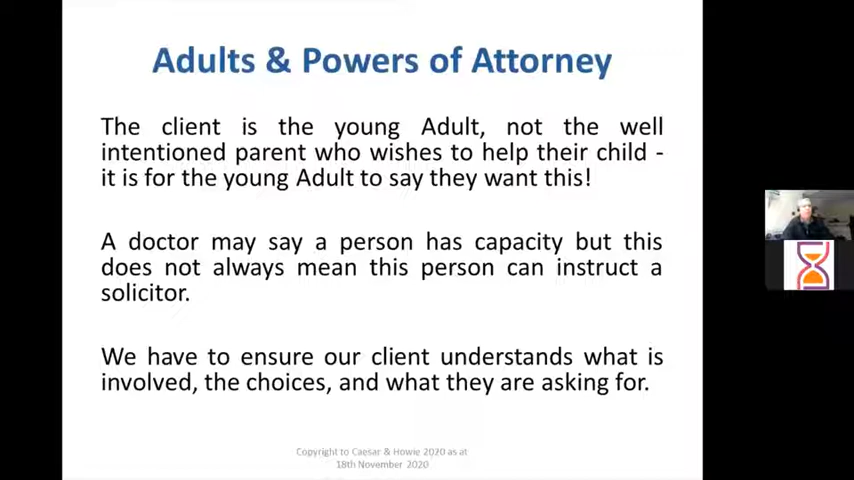 Adults & Powers of Attorney
The client is the young Adult, not the well
intentioned parent who wishes to help their child -
it is for the young Adult to say they want this!
A doctor may say a person has capacity but this
does not always mean this person can instruct a
solicitor.
We have to ensure our client understands what is
involved, the choices, and what they are asking for.
Copyright to Caesar & Howie 2020 as at
18th November 2020